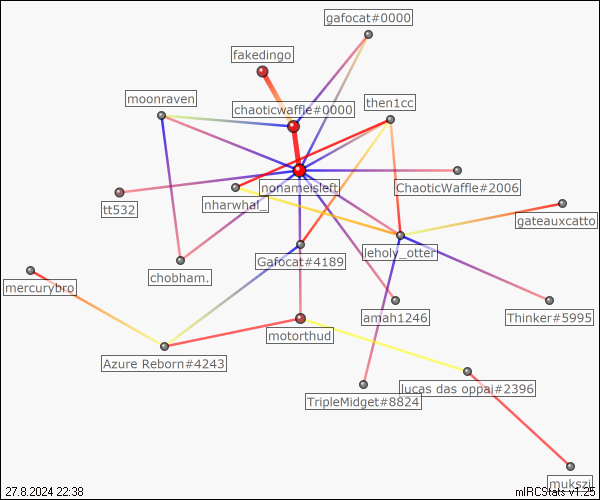 gafocat#0000
fakedingo
moonraven
chaoticwaffle#0000
then1cc
nonameisleft
ChaoticWaffle#2006
tt532
nharwhal_
gateauxcatto
leholy_otter
Gafocat#4189
chobham.
mercurybro
amah1246
Thinker#5995
motorthud
Azure Reborn#4243
lucas das oppai#2396
TripleMidget#8824
mukszi
27.8.2024 22:38
mIRCStats v1.25